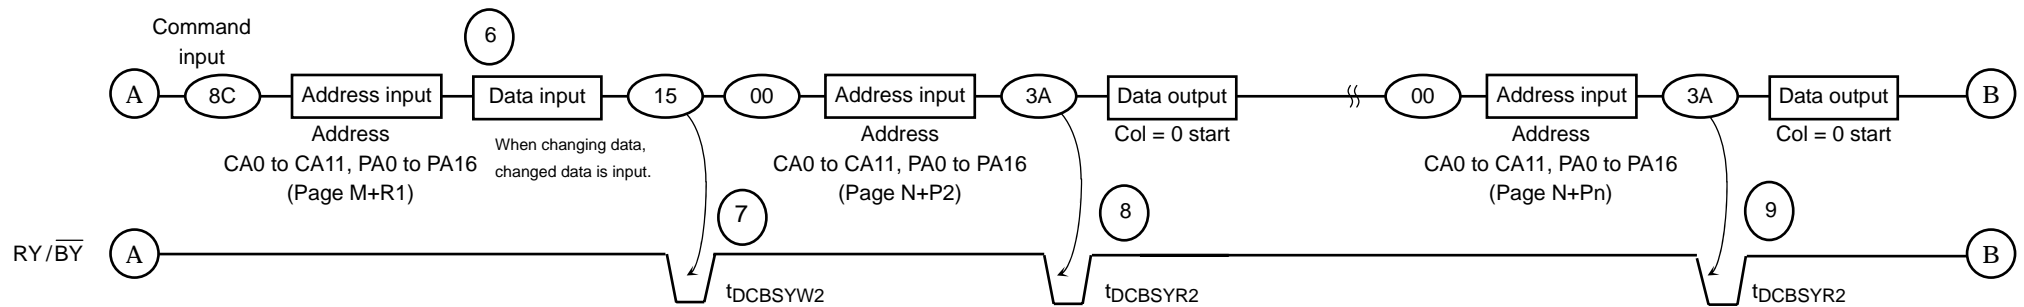 Command
input
6
A 8C Address input Data input 15 00 Address input 3A Data output 00 Address input 3A Data output B
Address
CA0 to CA11, PA0 to PA16
(Page M+R1)
When changing data,
changed data is input.
Address
CA0 to CA11, PA0 to PA16
(Page N+P2)
Col = 0 start
Address
CA0 to CA11, PA0 to PA16
(Page N+Pn)
Col = 0 start
7
8
9
RY/BY A B
tDCBSYW2
tDCBSYR2
tDCBSYR2